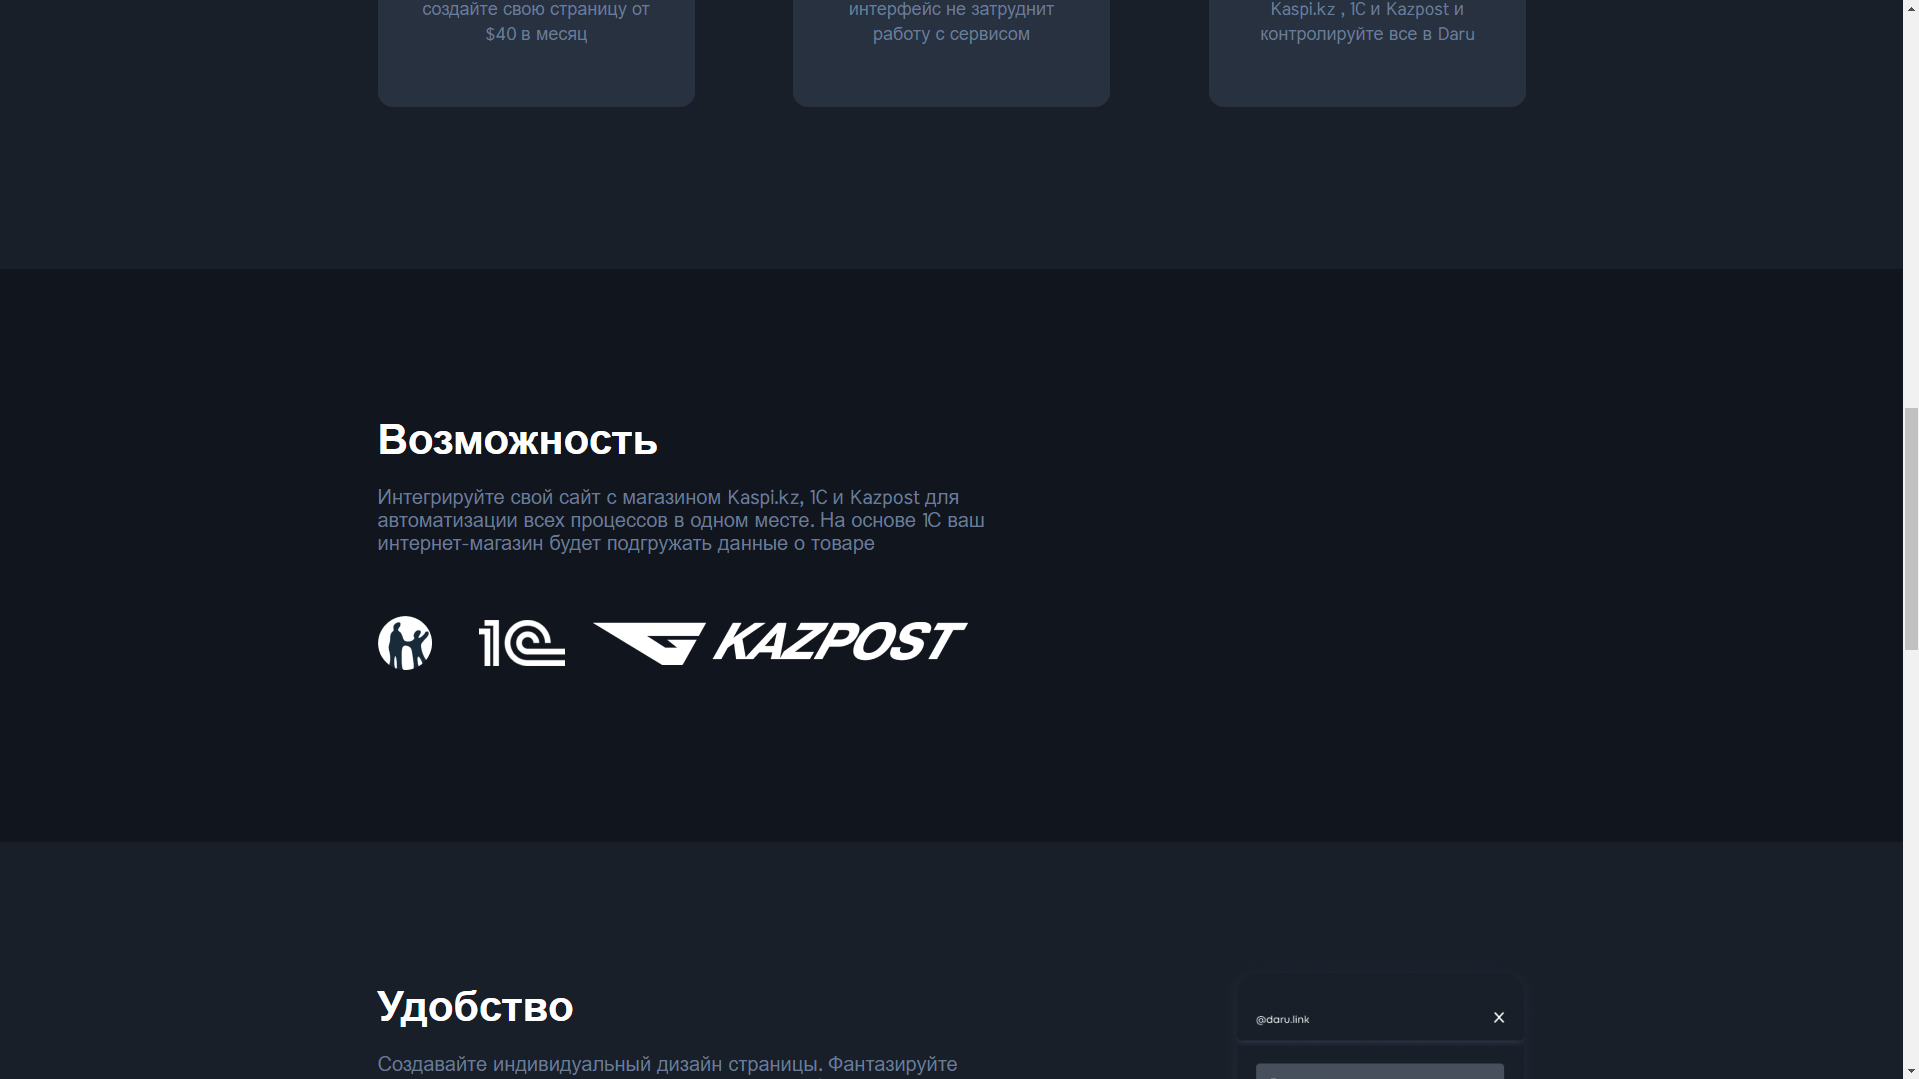 создайте свою страницу от
$40 в месяц
интерфейс не затруднит
работу с сервисом
Kaspi.kz , 1С и Kazpost и
контролируйте все в Daru
Возможность
Интегрируйте свой сайт с магазином Kaspi.kz, 1С и Kazpost для
автоматизации всех процессов в одном месте. На основе 1С ваш
интернет-магазин будет подгружать данные о товаре
1С
KAZPOST
Удобство
@daru.link
Создавайте индивидуальный дизайн страницы. Фантазируйте